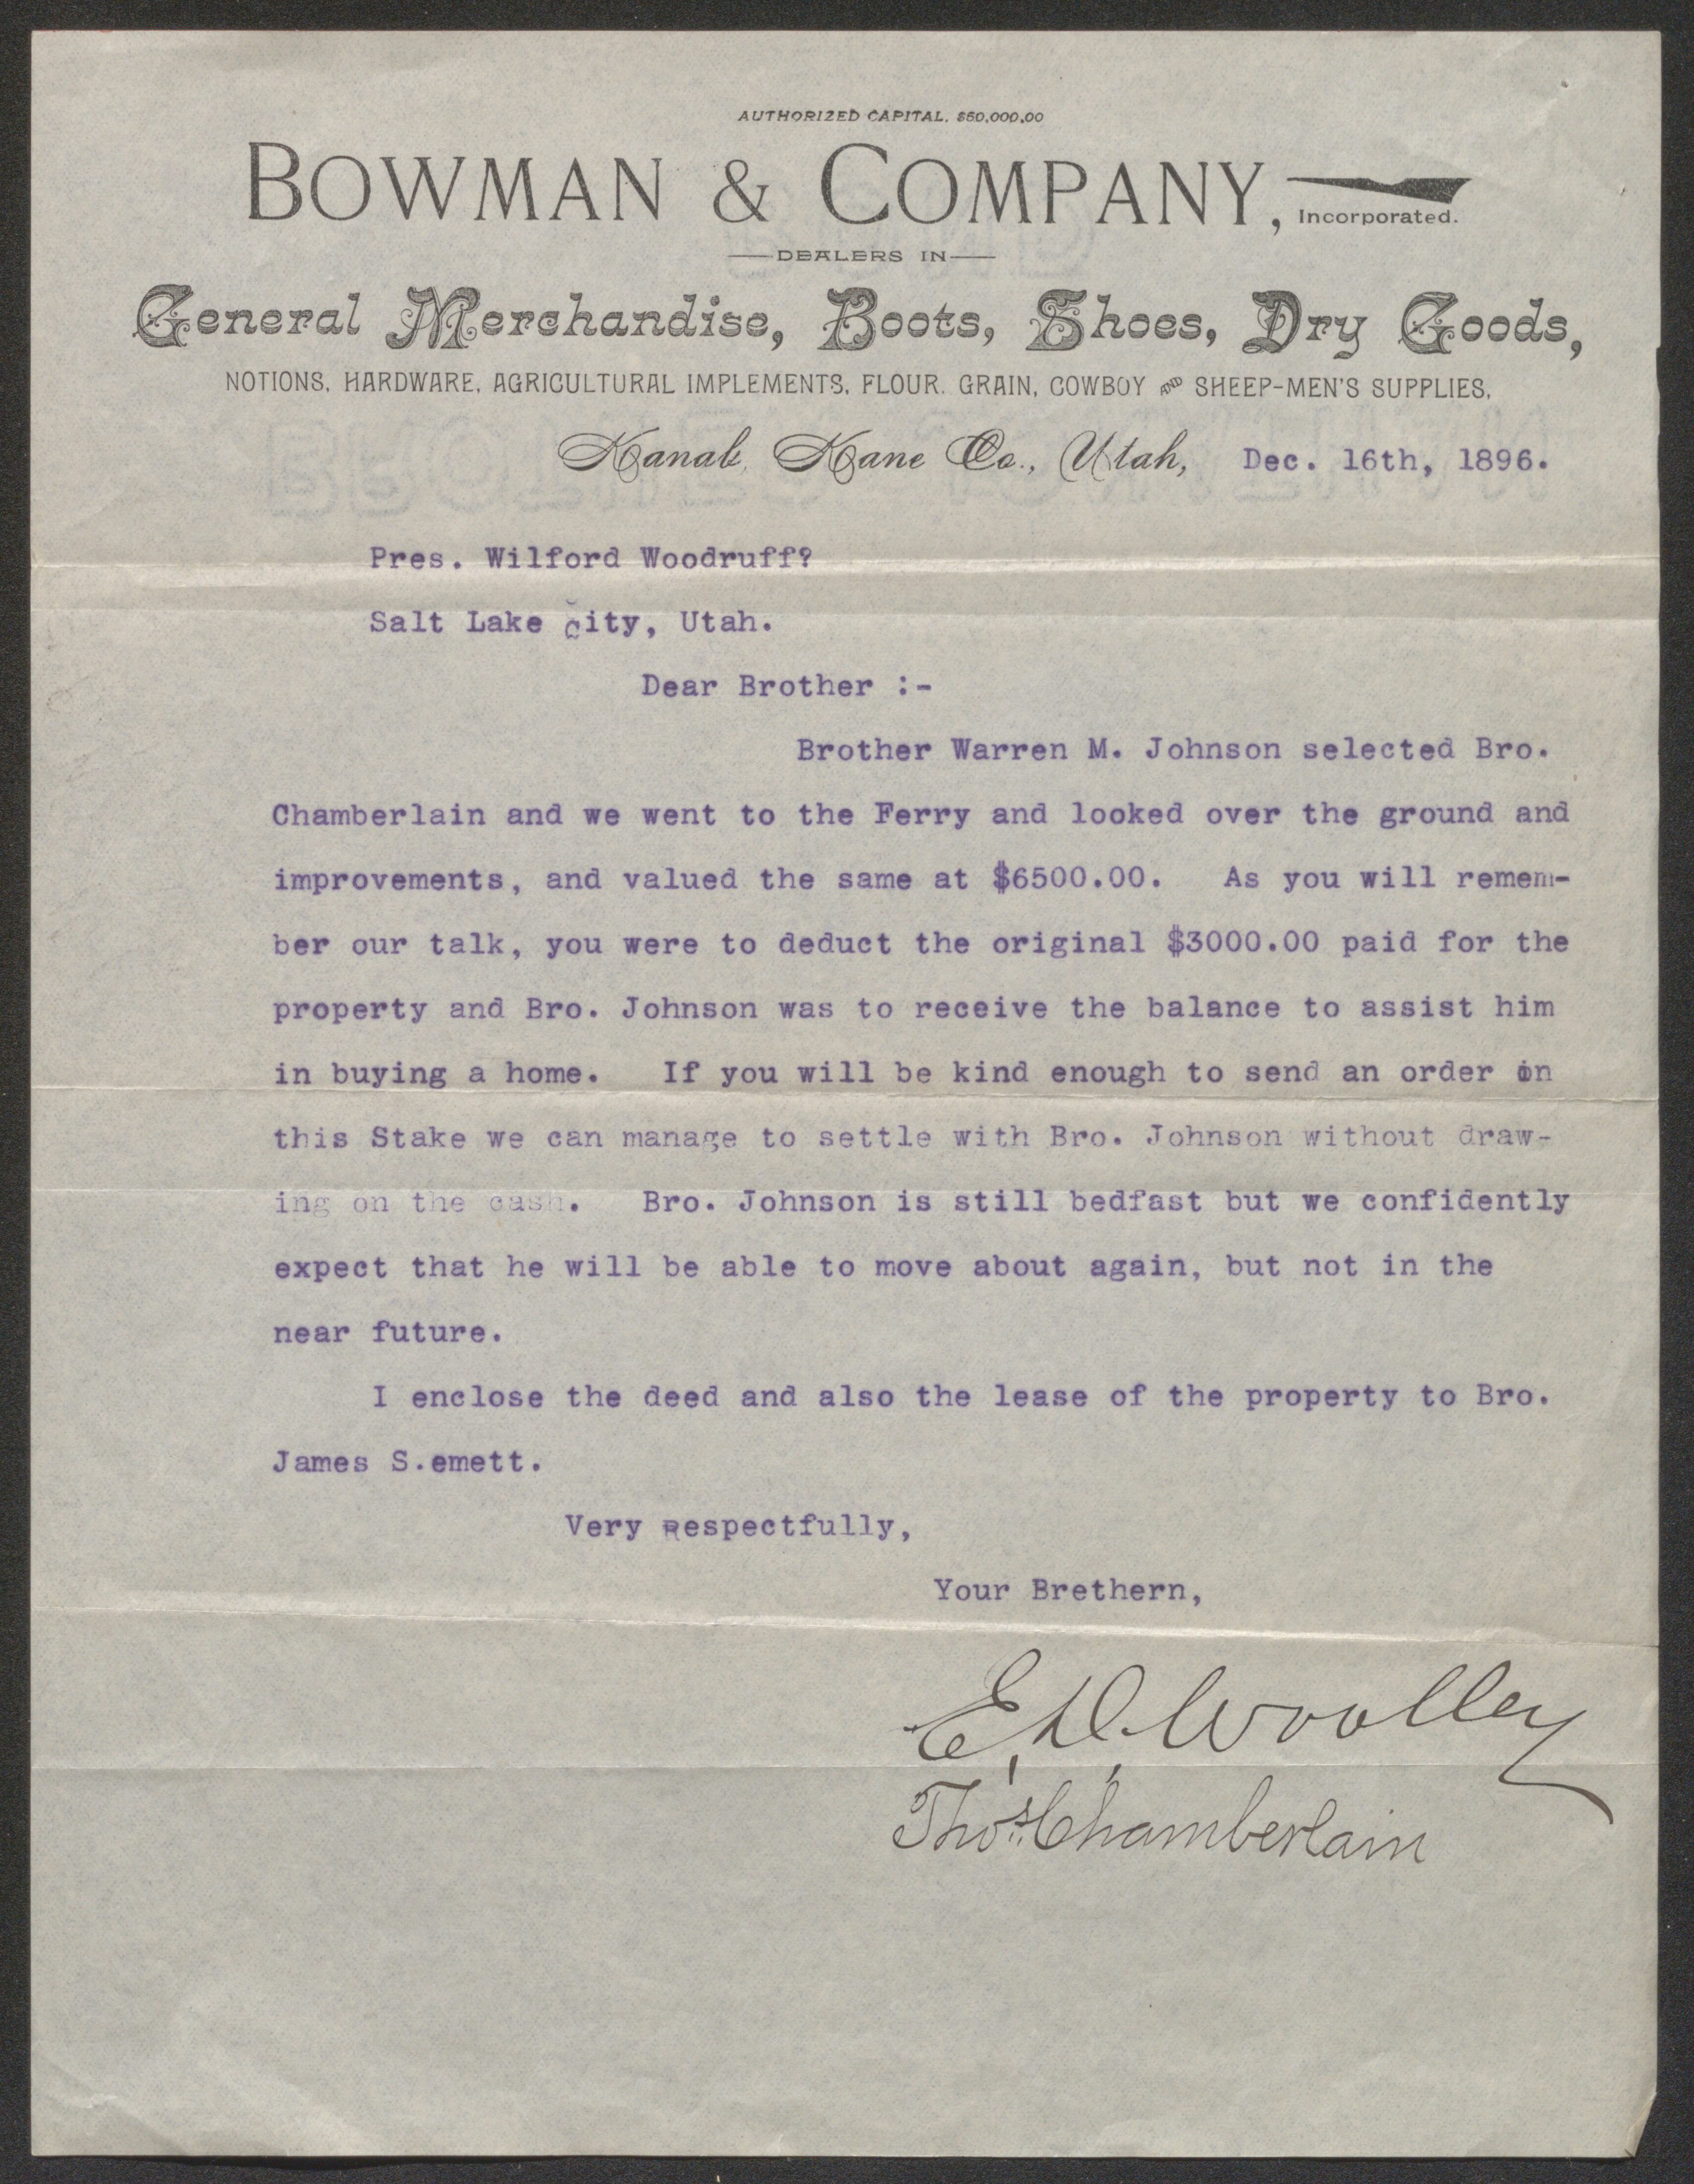 AUTHORIZED CAPITAL. $50,000,00
BOWMAN & COMPANY, Incorporated.
DEALERS IN
General Merchandise, Boots, Shoes, Dry Goods,
NOTIONS, HARDWARE, AGRICULTURAL IMPLEMENTS, FLOUR. GRAIN, COWBOY AND SHEEP-MEN'S SUPPLIES,
Kanab, Kane Co., Utah, Dec. 16th, 1896.
Pres. Wilford Woodruff?
Salt Lake City, Utah.
Dear Brother :-
Brother Warren M. Johnson selected Bro.
Chamberlain and we went to the Ferry and looked over the ground and
improvements, and valued the same at $6500.00. As you will remem-
ber our talk, you were to deduct the original $3000.00 paid for the
property and Bro. Johnson was to receive the balance to assist him
in buying a home. If you will be kind enough to send an order on
this Stake we can manage to settle with Bro. Johnson without draw-
ing on the cash. Bro. Johnson is still bedfast but we confidently
expect that he will be able to move about again, but not in the
near future.
I enclose the deed and also the lease of the property to Bro.
James S.emett.
Very Respectfully,
Your Brethern,
E. D. Woolley
Thos. Chamberlain